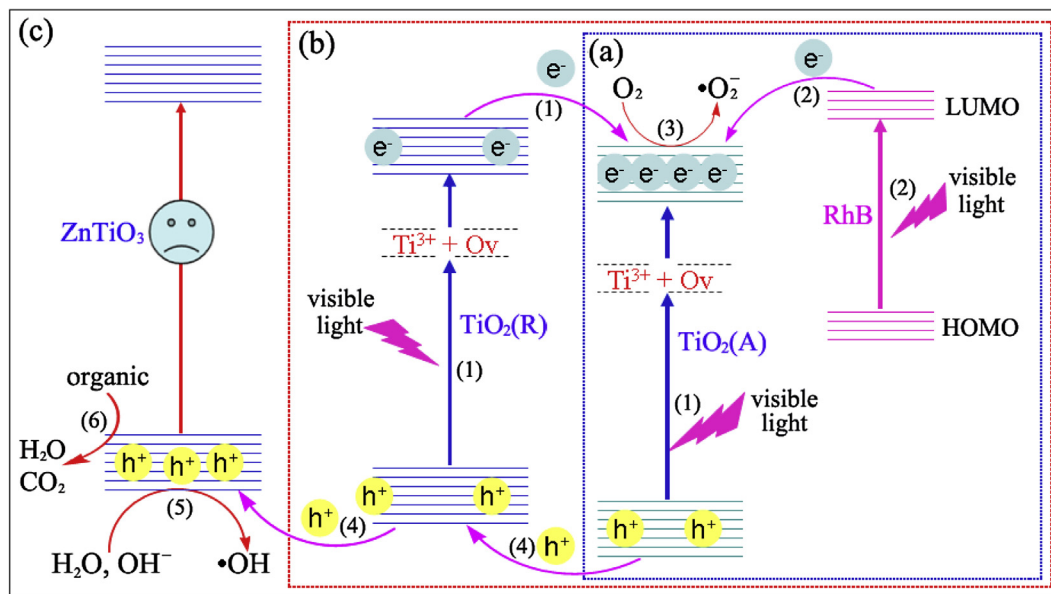 (c)
ZnTiO₃
organic
(6)
H₂O
CO₂
h⁺ h⁺ h⁺
(5)
H₂O, OH⁻
•OH
(b)
e⁻
(1)
e⁻ e⁻
Ti³⁺ + Ov
visible
light
TiO₂(R)
(1)
h⁺ h⁺
h⁺ (4)
(a)
O₂
•O₂⁻
(3)
e⁻
(2)
e⁻ e⁻ e⁻ e⁻
Ti³⁺ + Ov
TiO₂(A)
(1)
visible
light
h⁺ h⁺
(4) h⁺
LUMO
(2)
visible
light
RhB
HOMO